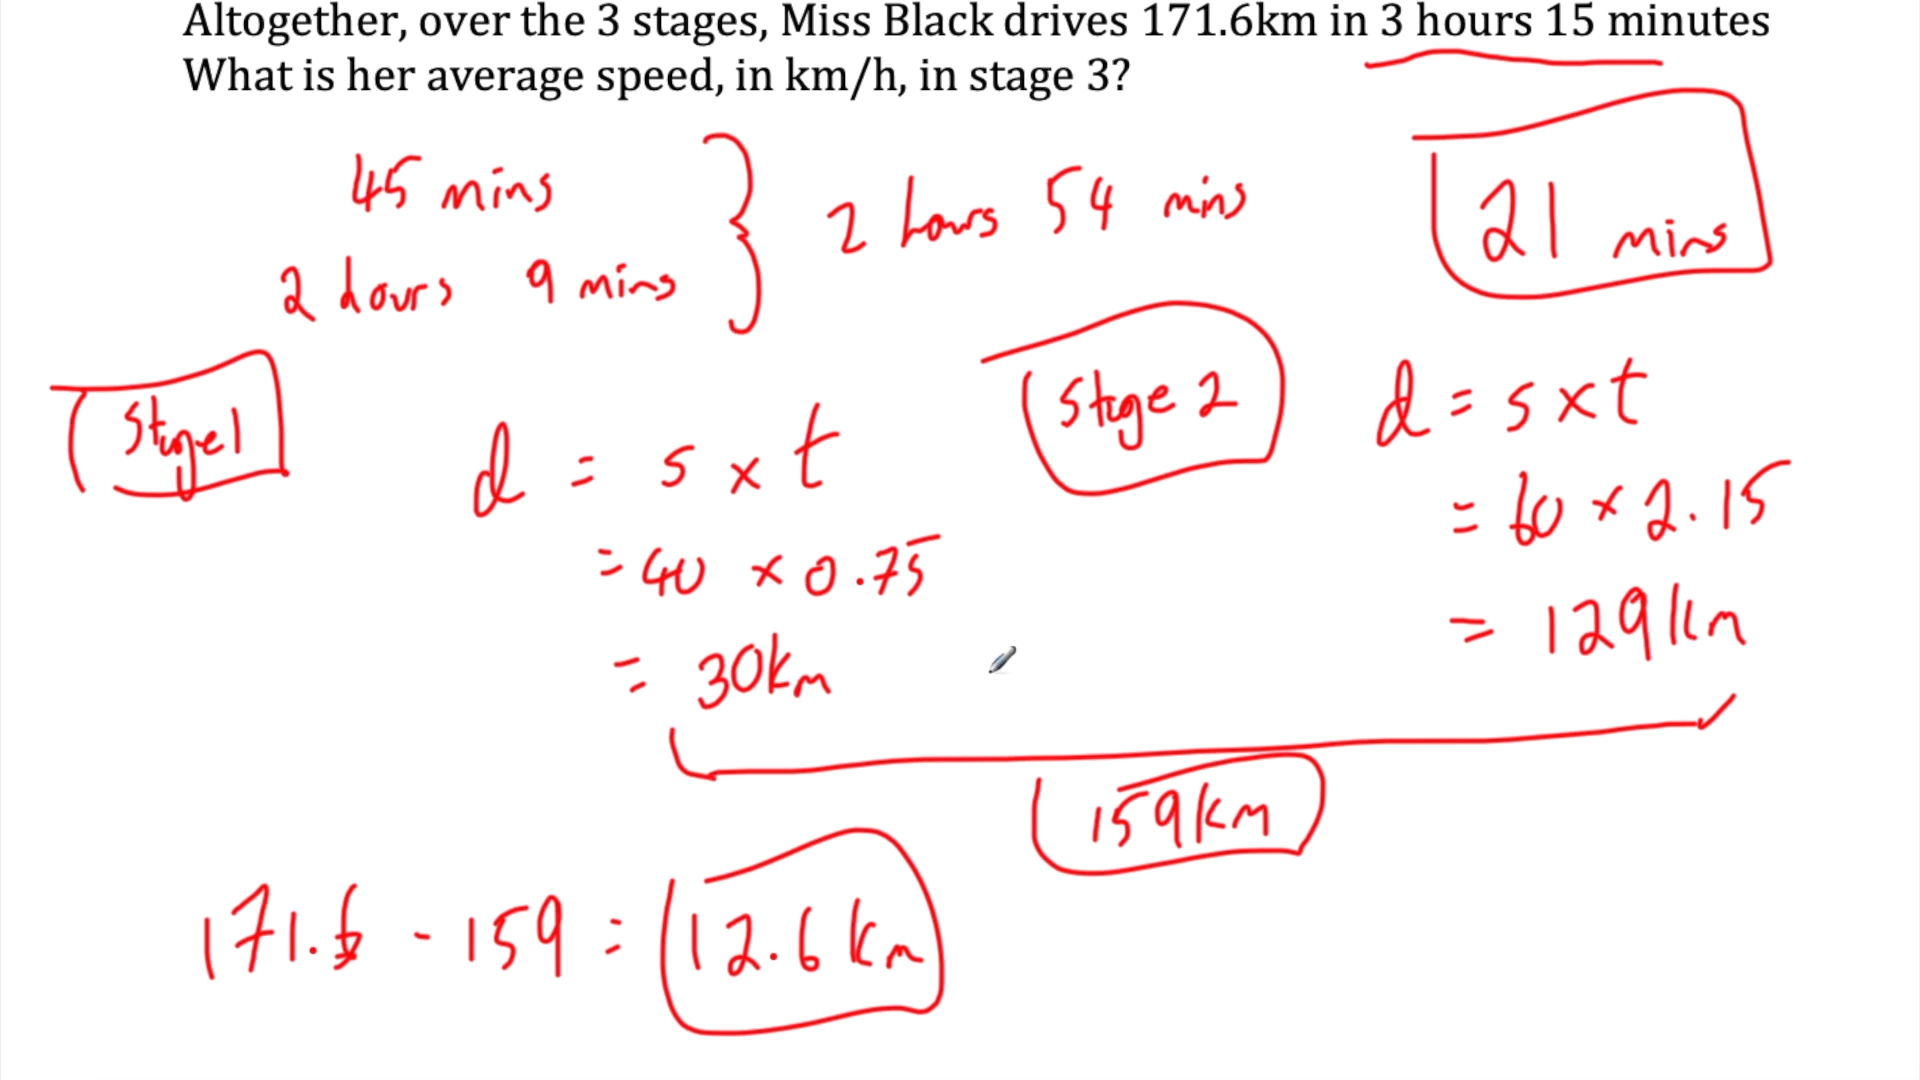 Altogether, over the 3 stages, Miss Black drives 171.6km in 3 hours 15 minutes
What is her average speed, in km/h, in stage 3?
45 mins
2 hours 9 mins
2 hours 54 mins
21 mins
Stage 1
d = s × t
= 40 × 0.75
= 30km
Stage 2
d = s × t
= 60 × 2.15
= 129km
159km
171.6 - 159 = 12.6km